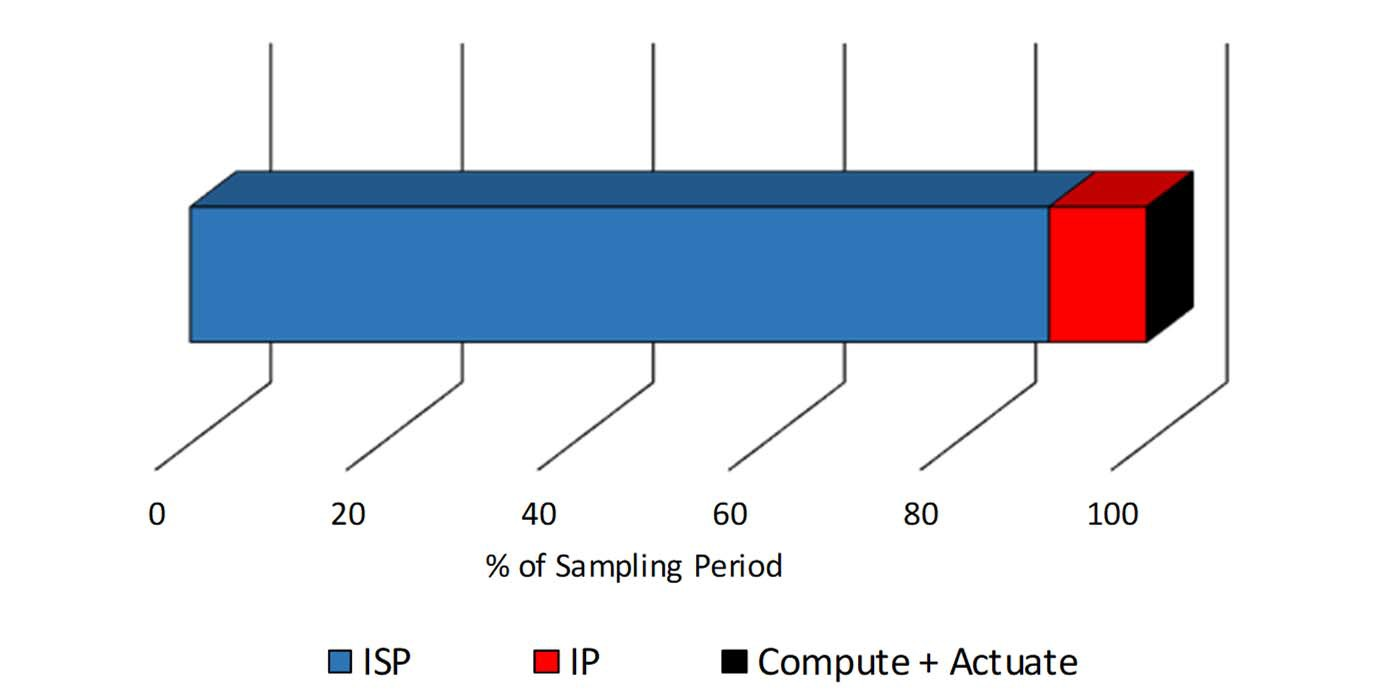 0 20 40 60 80 100
% of Sampling Period
ISP IP Compute + Actuate